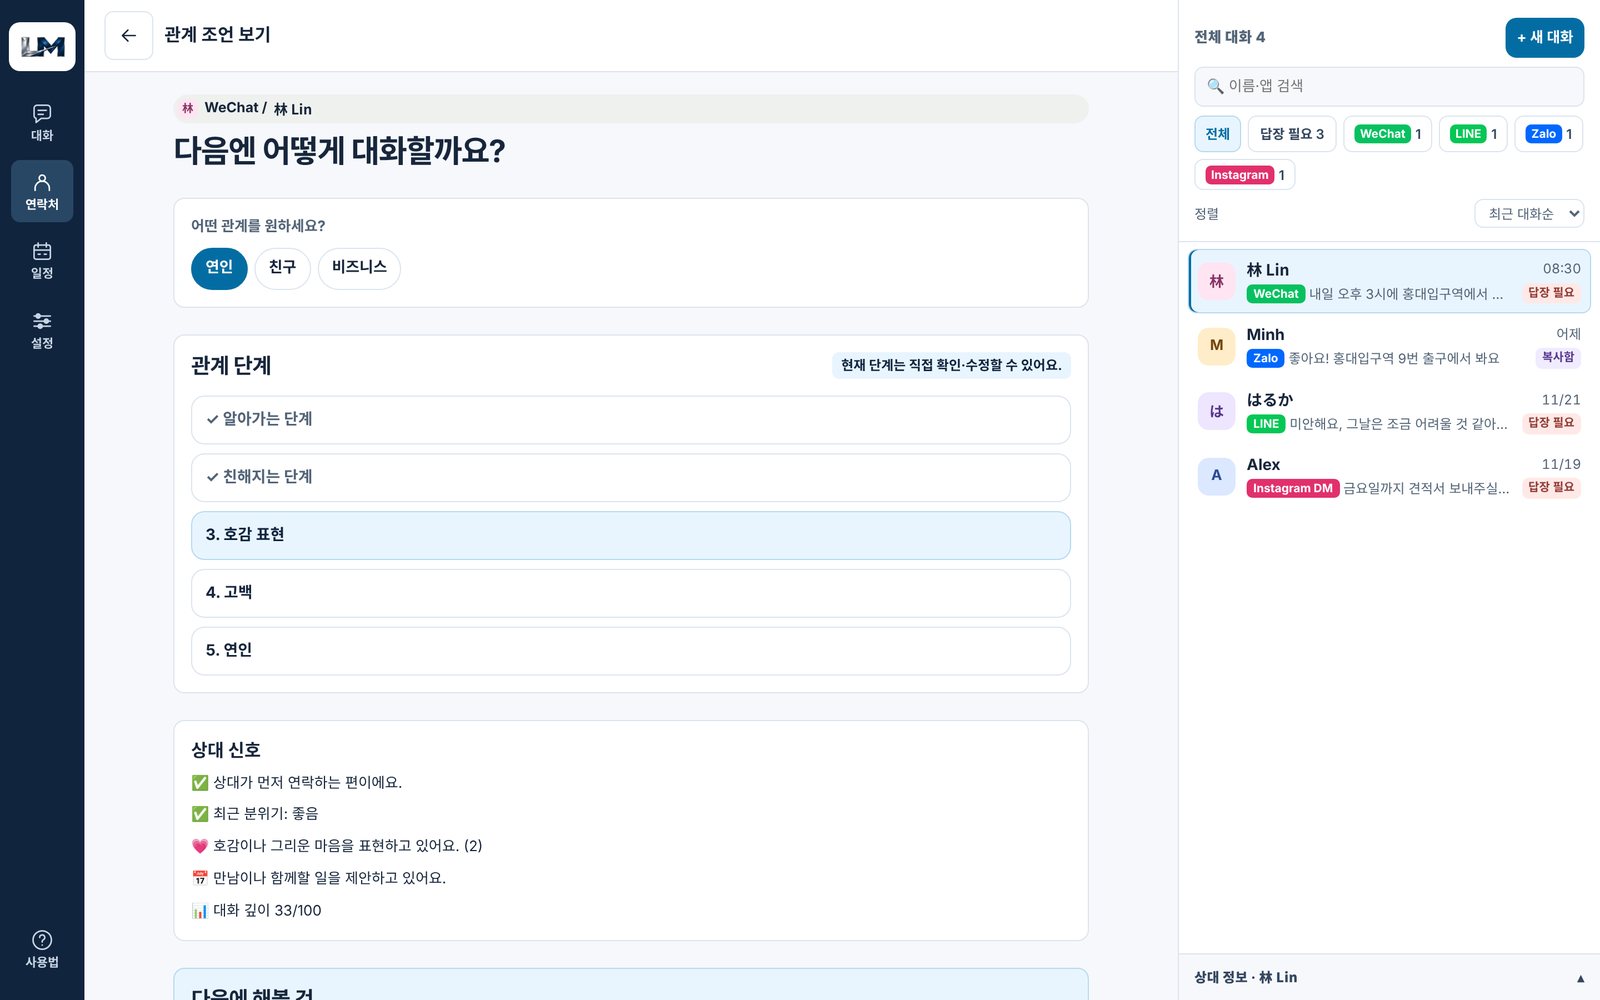 LM
대화
연락처
일정
설정
사용법
← 관계 조언 보기
林 WeChat / 林 Lin
다음엔 어떻게 대화할까요?
어떤 관계를 원하세요?
연인 친구 비즈니스
관계 단계
현재 단계는 직접 확인·수정할 수 있어요.
✓ 알아가는 단계
✓ 친해지는 단계
3. 호감 표현
4. 고백
5. 연인
상대 신호
✅ 상대가 먼저 연락하는 편이에요.
✅ 최근 분위기: 좋음
💗 호감이나 그리운 마음을 표현하고 있어요. (2)
📅 만남이나 함께할 일을 제안하고 있어요.
📊 대화 깊이 33/100
다음에 해볼 것
전체 대화 4
+ 새 대화
🔍 이름·앱 검색
전체 답장 필요 3 WeChat 1 LINE 1 Zalo 1
Instagram 1
정렬 최근 대화순
林 林 Lin 08:30
WeChat 내일 오후 3시에 홍대입구역에서 ... 답장 필요
M Minh 어제
Zalo 좋아요! 홍대입구역 9번 출구에서 봐요 복사함
は はるか 11/21
LINE 미안해요, 그날은 조금 어려울 것 같아... 답장 필요
A Alex 11/19
Instagram DM 금요일까지 견적서 보내주실... 답장 필요
상대 정보 · 林 Lin ▲